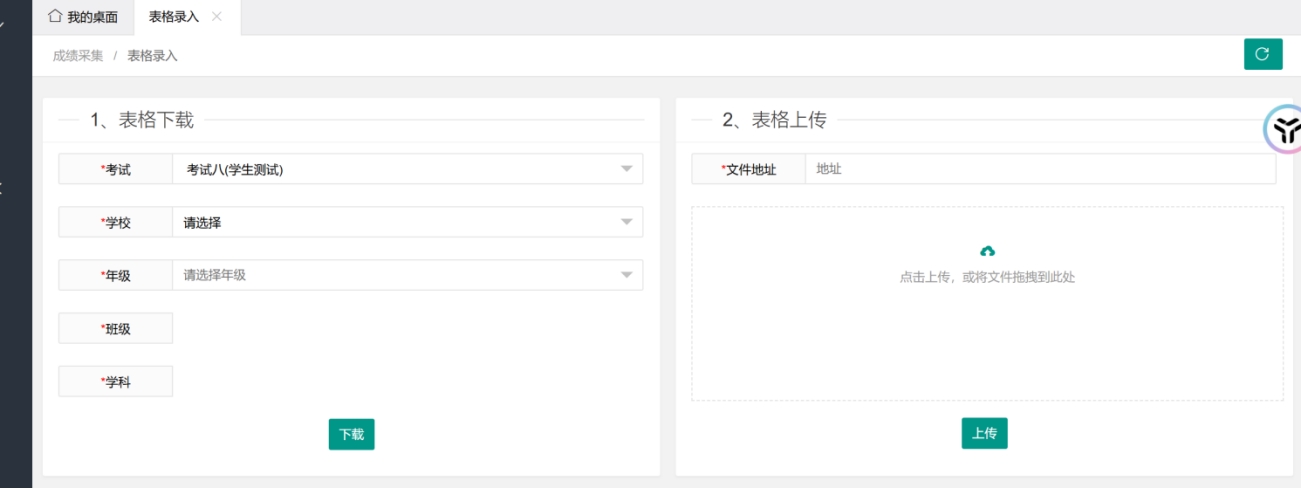 我的桌面 表格录入
成绩采集 / 表格录入
1、表格下载
*考试 考试八(学生测试)
*学校 请选择
*年级 请选择年级
*班级
*学科
下载
2、表格上传
*文件地址 地址
点击上传，或将文件拖拽到此处
上传